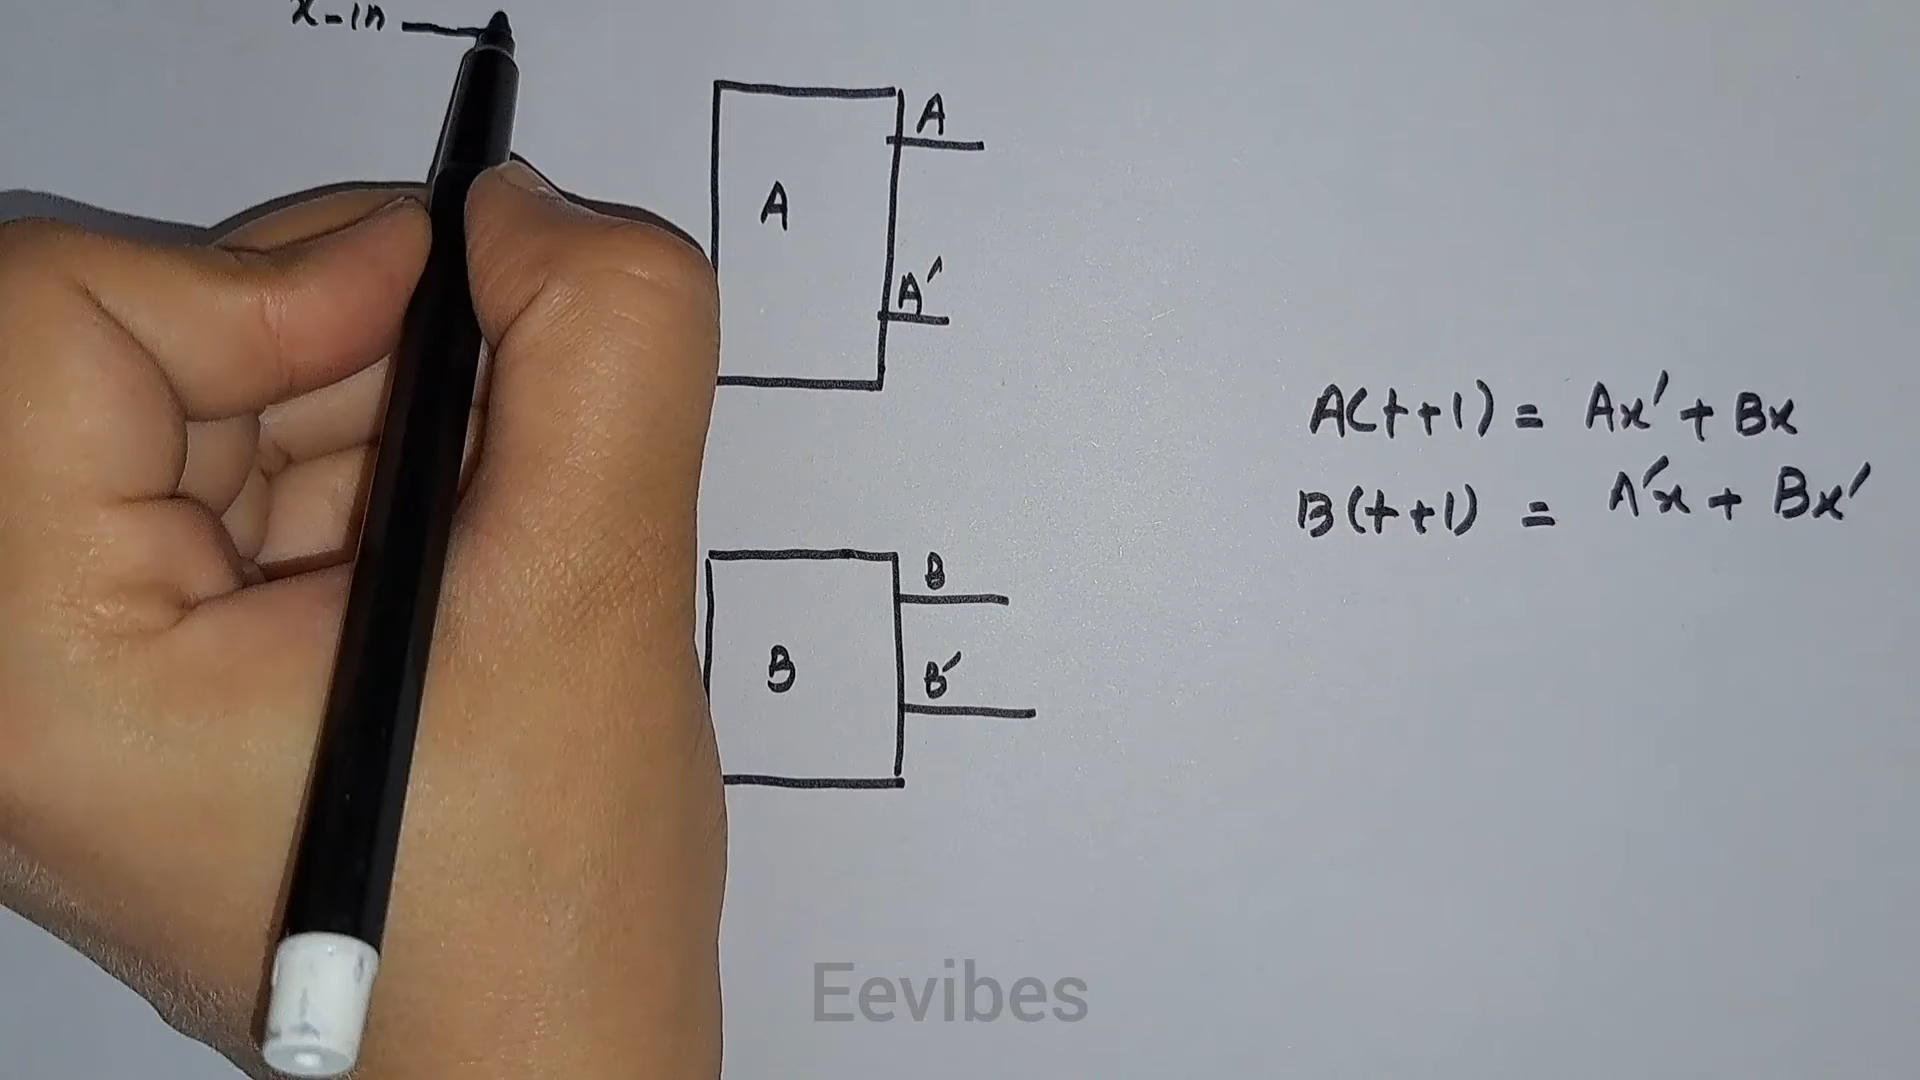 x-in
A
A
A'
A(t+1) = Ax' + Bx
B(t+1) = A'x + Bx'
B
B
B'
Eevibes